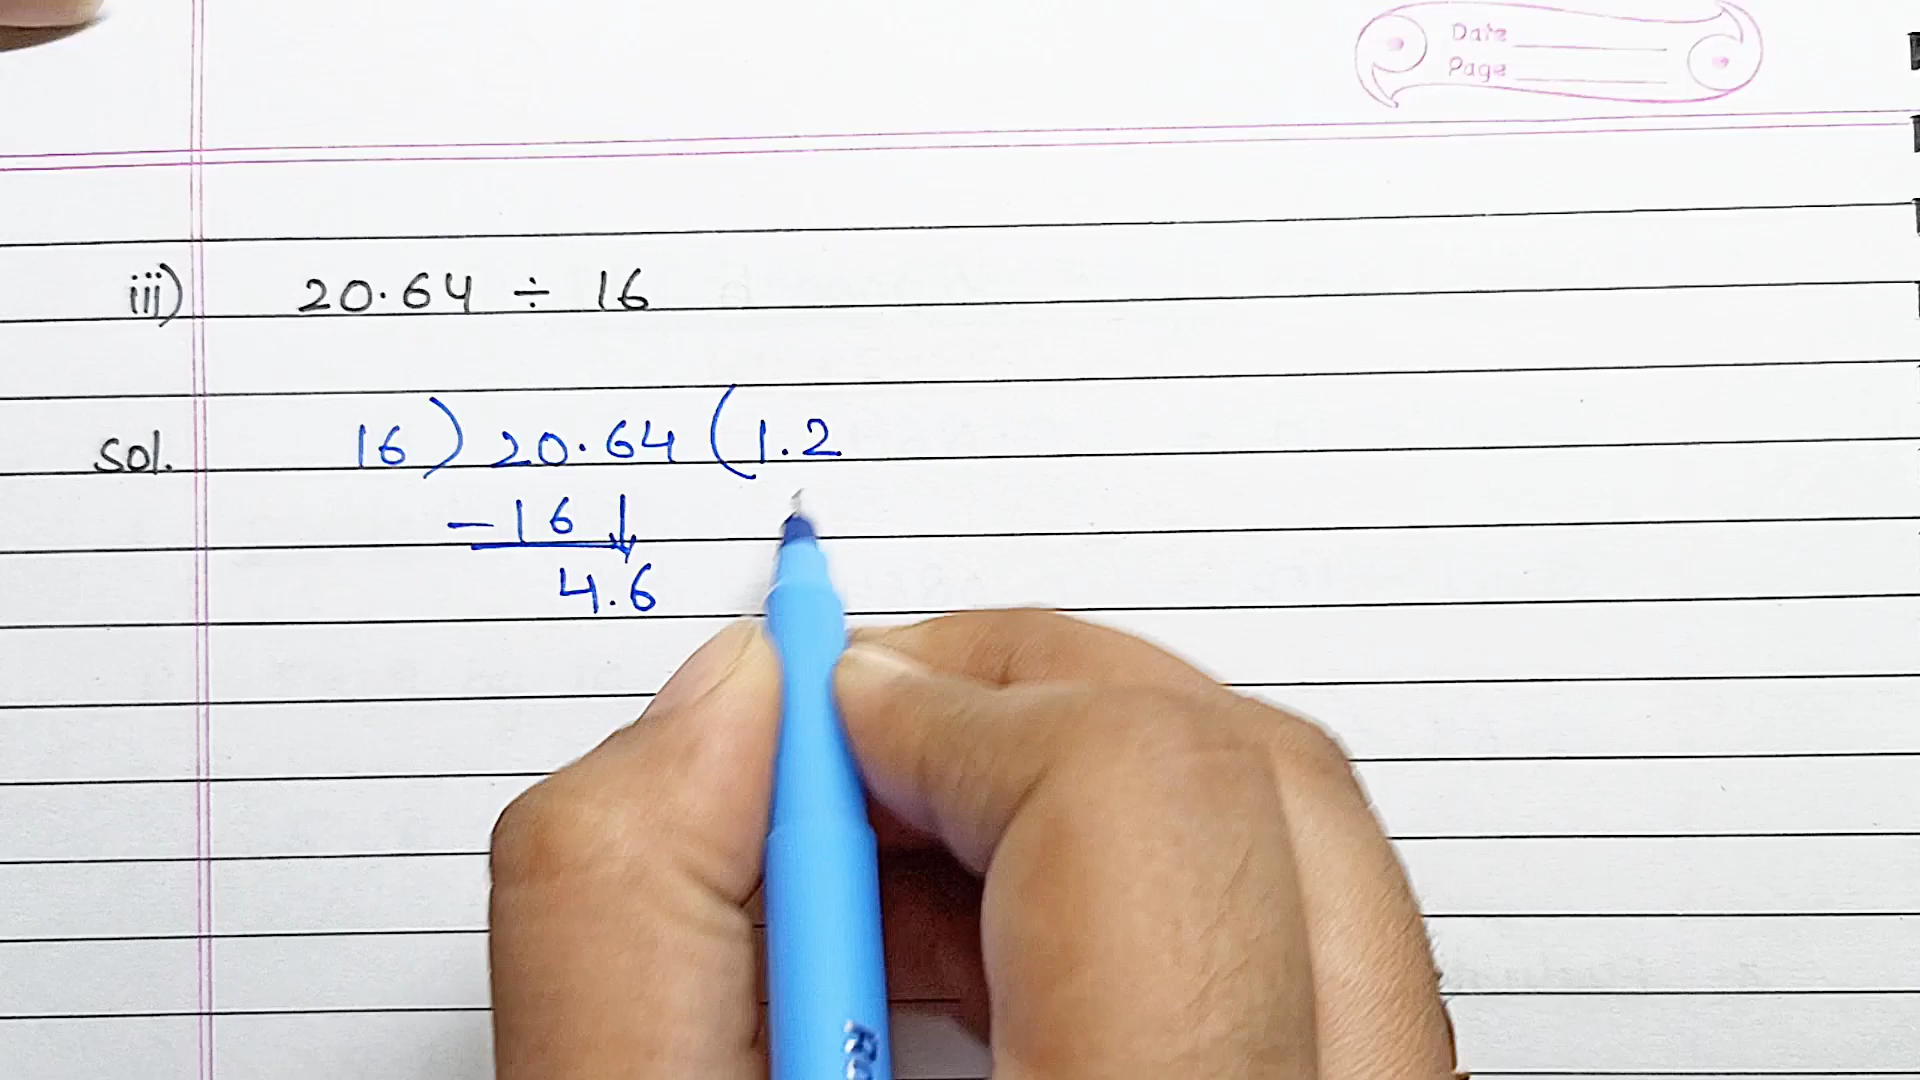 Date
Page
iii) 20.64 ÷ 16
Sol. 16 ) 20.64 ( 1.2
- 16 ↓
4.6